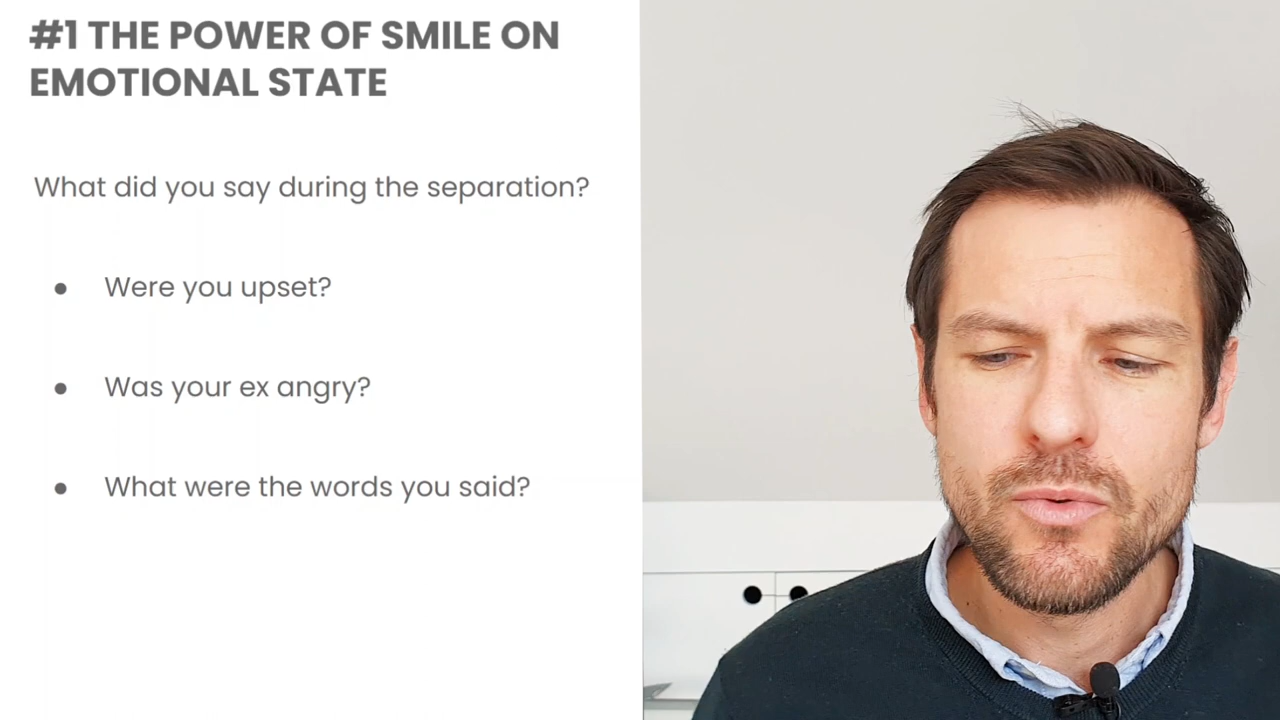 #1 THE POWER OF SMILE ON
EMOTIONAL STATE
What did you say during the separation?
● Were you upset?
● Was your ex angry?
● What were the words you said?